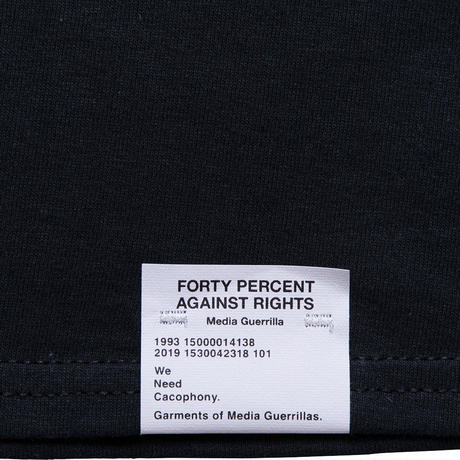 FORTY PERCENT
AGAINST RIGHTS
Media Guerrilla
1993 15000014138
2019 1530042318 101
We
Need
Cacophony.
Garments of Media Guerrillas.